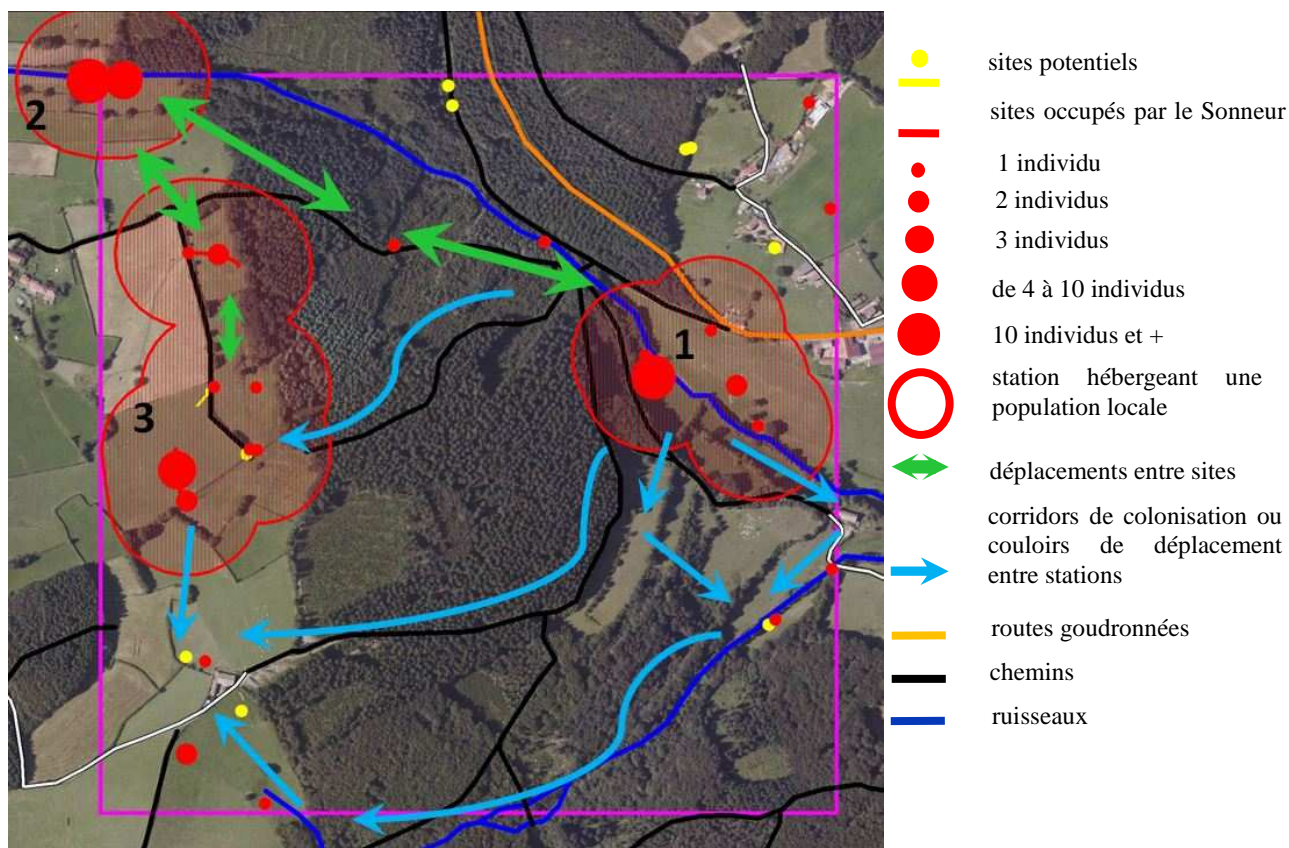 2
1
3
sites potentiels
sites occupés par le Sonneur
1 individu
2 individus
3 individus
de 4 à 10 individus
10 individus et +
station hébergeant une
population locale
déplacements entre sites
corridors de colonisation ou
couloirs de déplacement
entre stations
routes goudronnées
chemins
ruisseaux